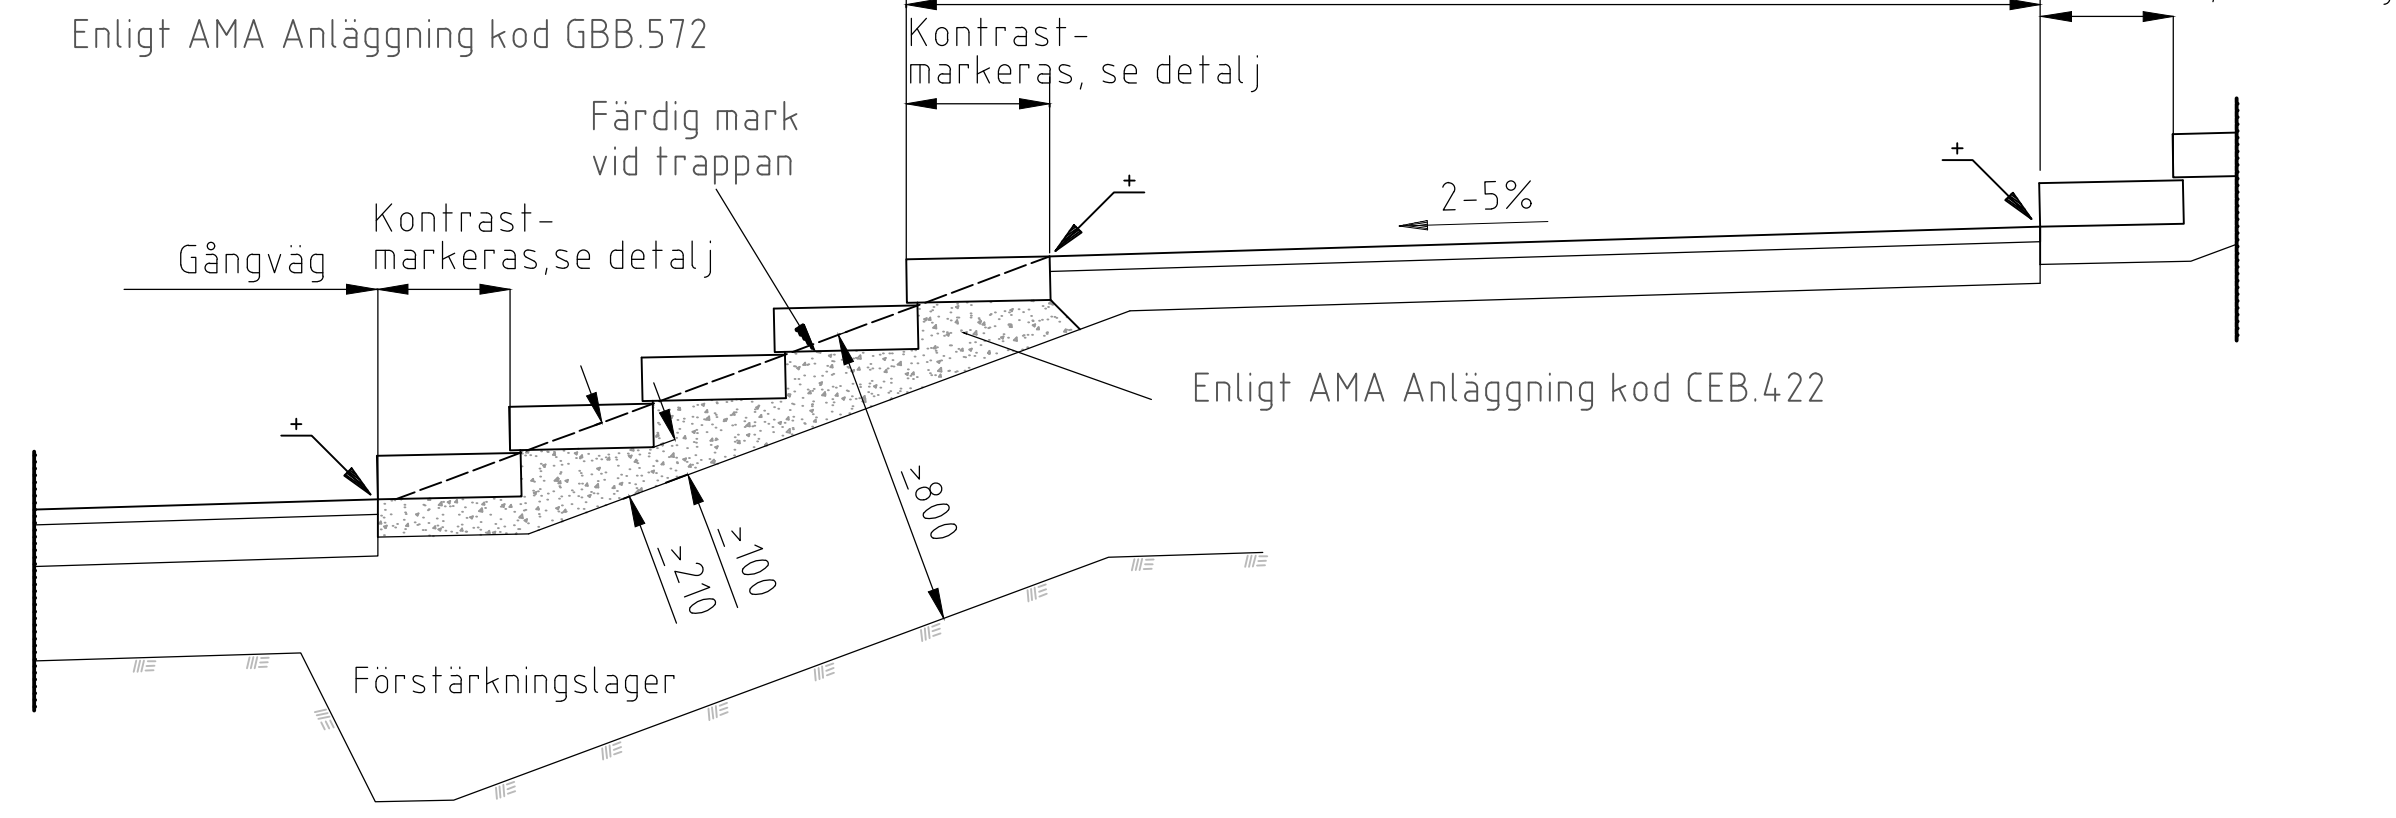 Enligt AMA Anläggning kod GBB.572
Kontrast-
markeras, se detalj
Färdig mark
vid trappan
2-5%
Kontrast-
markeras,se detalj
Gångväg
Enligt AMA Anläggning kod CEB.422
≥800
≥100
≥210
Förstärkningslager
+
+
+